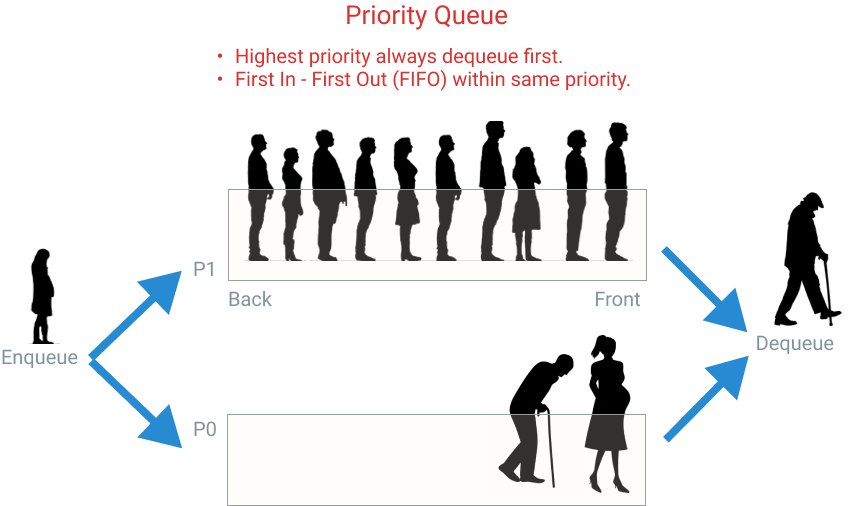 Priority Queue
• Highest priority always dequeue first.
• First In - First Out (FIFO) within same priority.
P1
Back
Front
Enqueue
Dequeue
P0